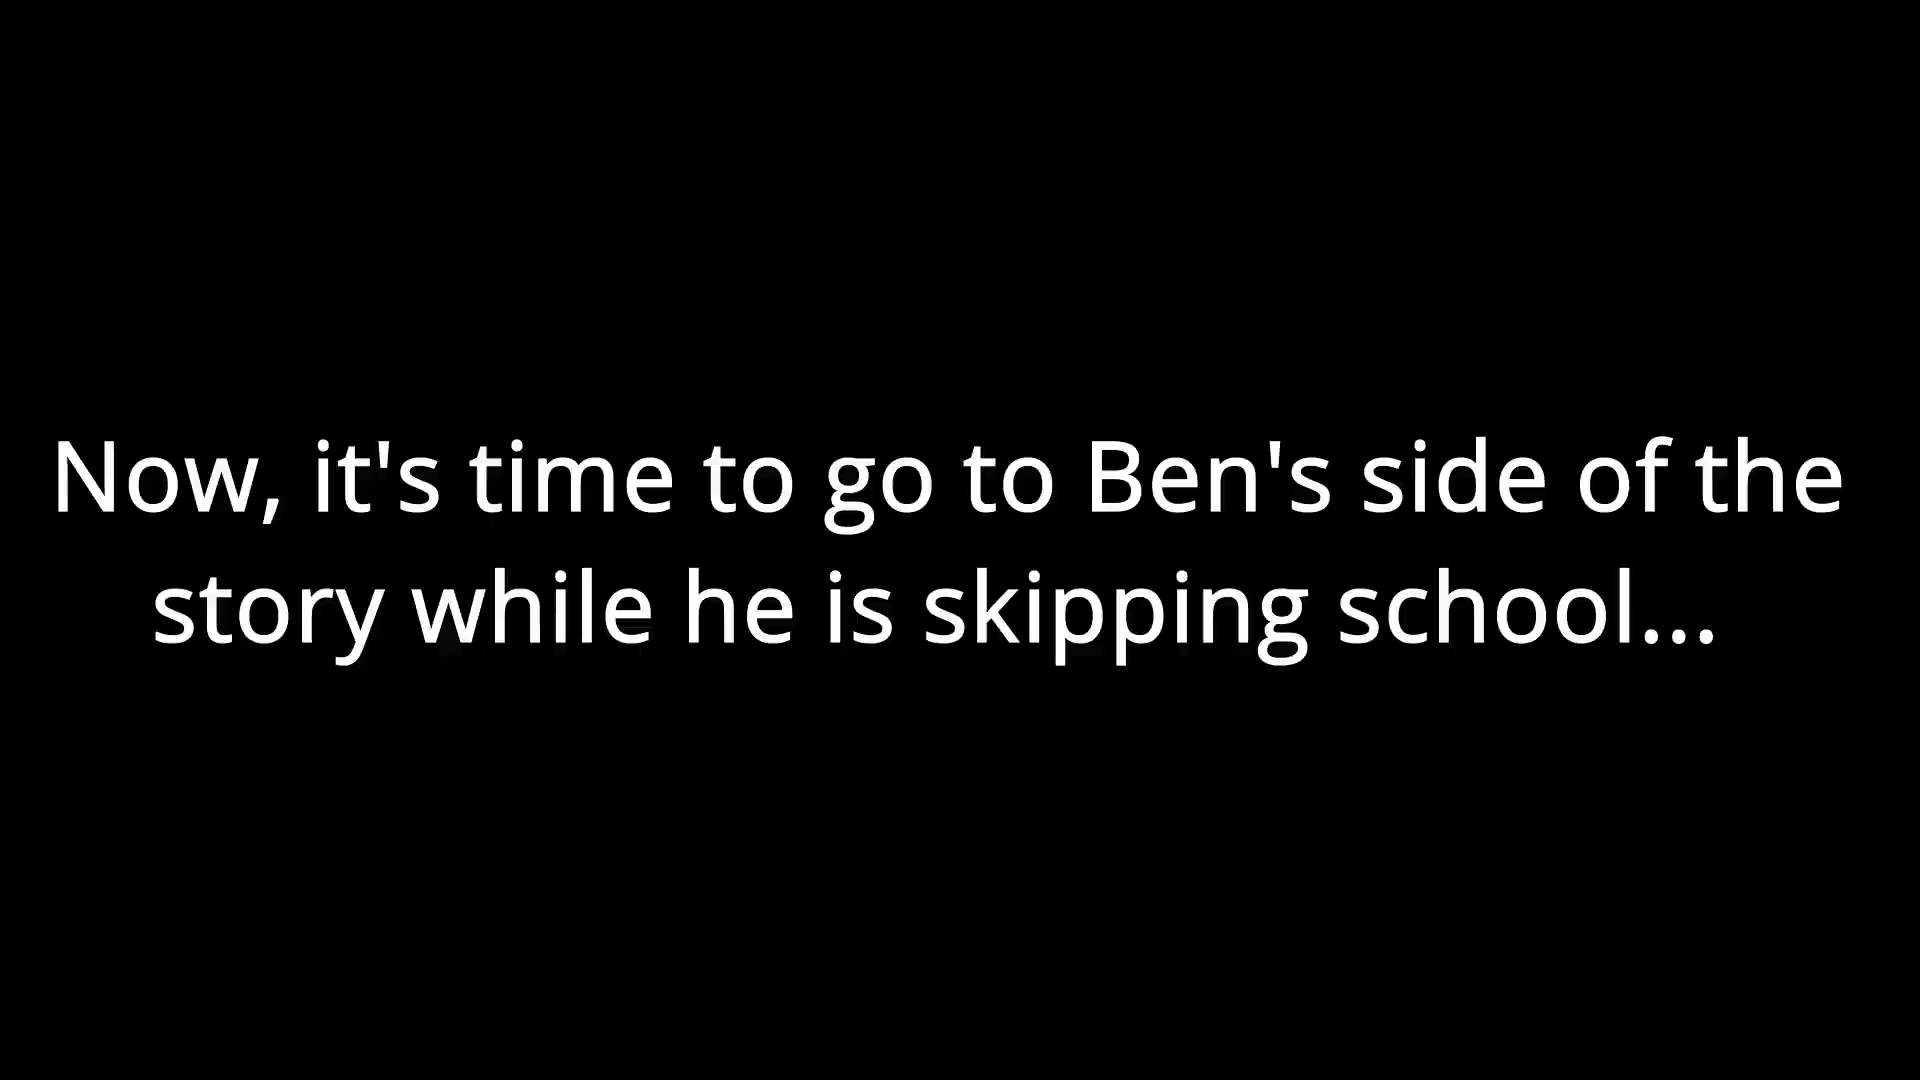 Now, it's time to go to Ben's side of the
story while he is skipping school...